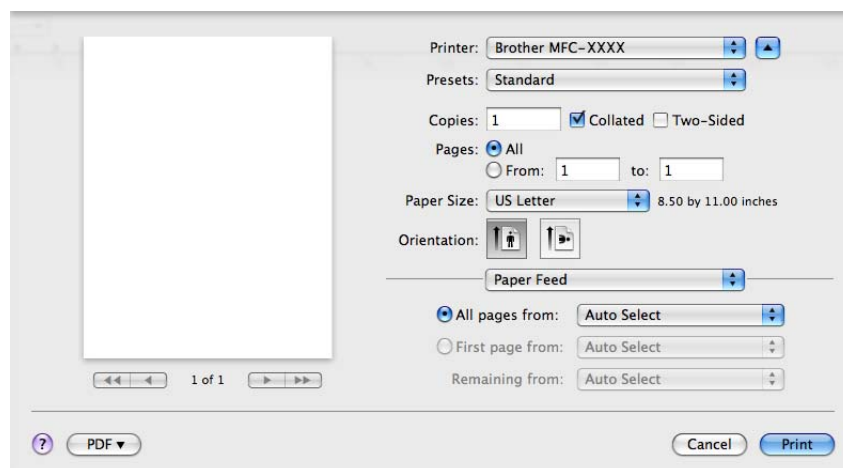 Printer: Brother MFC-XXXX
Presets: Standard
Copies: 1 Collated Two-Sided
Pages: All
From: 1 to: 1
Paper Size: US Letter 8.50 by 11.00 inches
Orientation:
Paper Feed
All pages from: Auto Select
First page from: Auto Select
Remaining from: Auto Select
1 of 1
? PDF ▼ Cancel Print